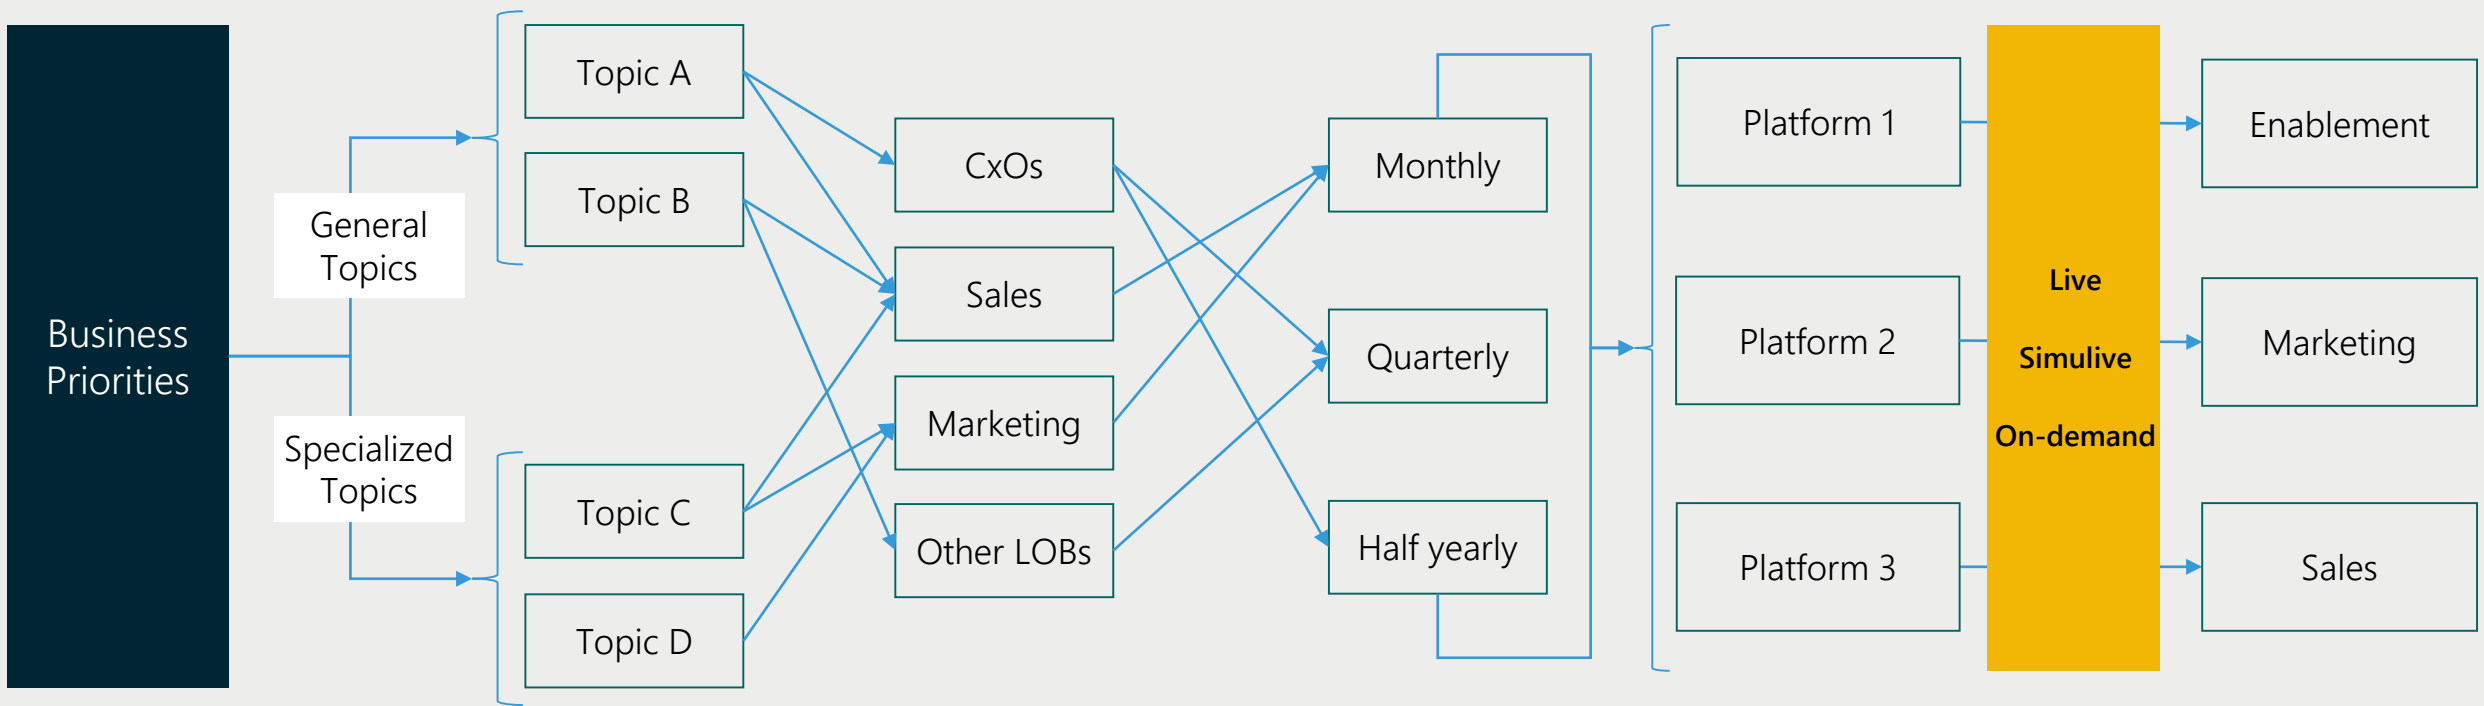 Business
Priorities
General
Topics
Specialized
Topics
Topic A
Topic B
Topic C
Topic D
CxOs
Sales
Marketing
Other LOBs
Monthly
Quarterly
Half yearly
Platform 1
Platform 2
Platform 3
Live
Simulive
On-demand
Enablement
Marketing
Sales